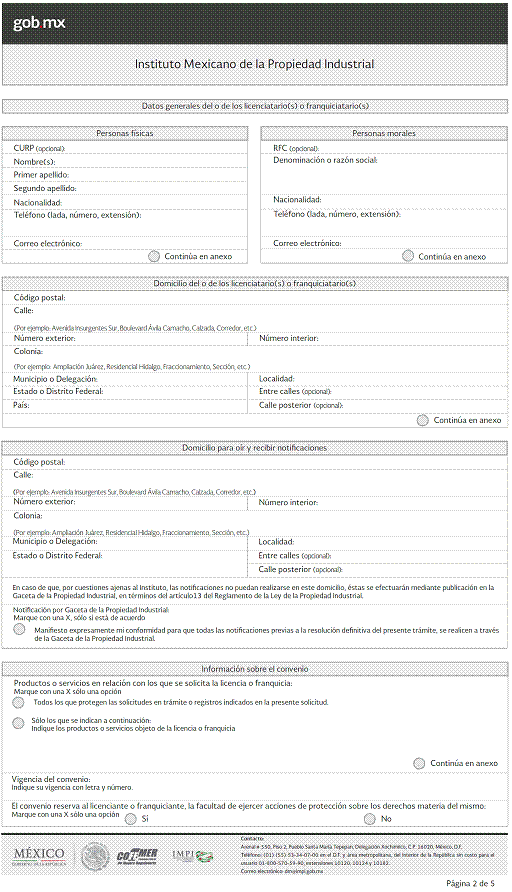 gob.mx
Instituto Mexicano de la Propiedad Industrial
Datos generales del o de los licenciatario(s) o franquiciatario(s)
Personas físicas
CURP (opcional):
Nombre(s):
Primer apellido:
Segundo apellido:
Nacionalidad:
Teléfono (lada, número, extensión):
Correo electrónico:
Continúa en anexo
Personas morales
RFC (opcional):
Denominación o razón social:
Nacionalidad:
Teléfono (lada, número, extensión):
Correo electrónico:
Continúa en anexo
Domicilio del o de los licenciatario(s) o franquiciatario(s)
Código postal:
Calle:
(Por ejemplo: Avenida Insurgentes Sur, Boulevard Ávila Camacho, Calzada, Corredor, etc.)
Número exterior: Número interior:
Colonia:
(Por ejemplo: Ampliación Juárez, Residencial Hidalgo, Fraccionamiento, Sección, etc.)
Municipio o Delegación: Localidad:
Estado o Distrito Federal: Entre calles (opcional):
País: Calle posterior (opcional):
Continúa en anexo
Domicilio para oír y recibir notificaciones
Código postal:
Calle:
(Por ejemplo: Avenida Insurgentes Sur, Boulevard Ávila Camacho, Calzada, Corredor, etc.)
Número exterior: Número interior:
Colonia:
(Por ejemplo: Ampliación Juárez, Residencial Hidalgo, Fraccionamiento, Sección, etc.)
Municipio o Delegación: Localidad:
Estado o Distrito Federal: Entre calles (opcional):
Calle posterior (opcional):
En caso de que, por cuestiones ajenas al Instituto, las notificaciones no puedan realizarse en este domicilio, éstas se efectuarán mediante publicación en la
Gaceta de la Propiedad Industrial, en términos del artículo13 del Reglamento de la Ley de la Propiedad Industrial.
Notificación por Gaceta de la Propiedad Industrial:
Marque con una X, sólo si está de acuerdo
Manifiesto expresamente mi conformidad para que todas las notificaciones previas a la resolución definitiva del presente trámite, se realicen a través
de la Gaceta de la Propiedad Industrial.
Información sobre el convenio
Productos o servicios en relación con los que se solicita la licencia o franquicia:
Marque con una X sólo una opción
Todos los que protegen las solicitudes en trámite o registros indicados en la presente solicitud.
Sólo los que se indican a continuación:
Indique los productos o servicios objeto de la licencia o franquicia
Continúa en anexo
Vigencia del convenio:
Indique su vigencia con letra y número.
El convenio reserva al licenciante o franquiciante, la facultad de ejercer acciones de protección sobre los derechos materia del mismo:
Marque con una X sólo una opción Sí No
MÉXICO
GOBIERNO DE LA REPÚBLICA
COFEMER
IMPI
Contacto:
Arenal # 550, Piso 2, Pueblo Santa María Tepepan, Delegación Xochimilco, C.P. 16020, México, D.F.
Teléfono: (01) (55) 53-34-07-00 en el D.F. y área metropolitana, del interior de la República sin costo para el
usuario 01-800-570-59-90, extensiones 10120, 10124 y 10182.
Correo electrónico dm@impi.gob.mx
Página 2 de 5